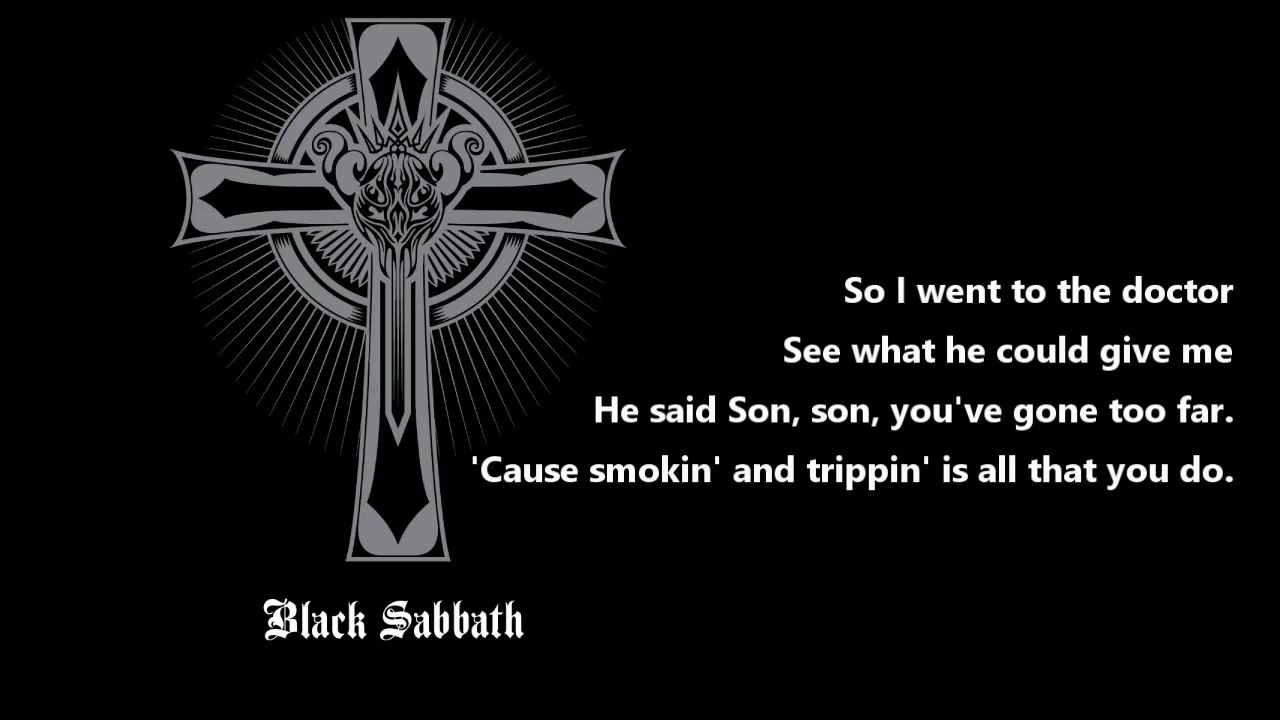 So I went to the doctor
See what he could give me
He said Son, son, you've gone too far.
'Cause smokin' and trippin' is all that you do.
Black Sabbath